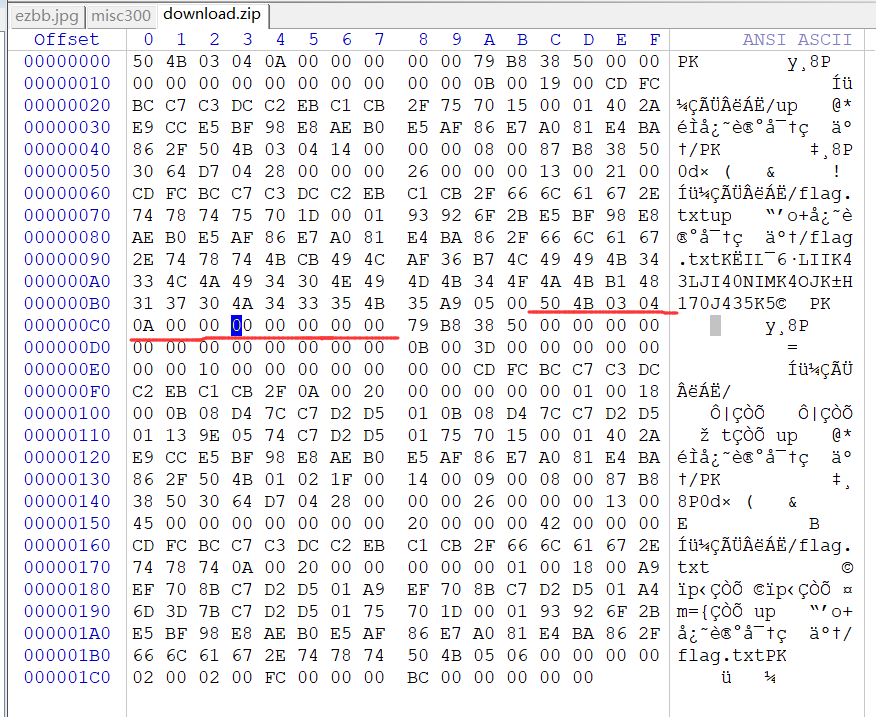 ezbb.jpg misc300 download.zip
Offset 0 1 2 3 4 5 6 7 8 9 A B C D E F ANSI ASCII
00000000 50 4B 03 04 0A 00 00 00 00 00 79 B8 38 50 00 00 PK y¸8P
00000010 00 00 00 00 00 00 00 00 00 00 0B 00 19 00 CD FC Íü
00000020 BC C7 C3 DC C2 EB C1 CB 2F 75 70 15 00 01 40 2A ¼ÇÃÜÂëÁË/up @*
00000030 E9 CC E5 BF 98 E8 AE B0 E5 AF 86 E7 A0 81 E4 BA éÌå¿˜è®°å¯†ç äº
00000040 86 2F 50 4B 03 04 14 00 00 00 08 00 87 B8 38 50 †/PK ‡¸8P
00000050 30 64 D7 04 28 00 00 00 26 00 00 00 13 00 21 00 0d× ( & !
00000060 CD FC BC C7 C3 DC C2 EB C1 CB 2F 66 6C 61 67 2E Íü¼ÇÃÜÂëÁË/flag.
00000070 74 78 74 75 70 1D 00 01 93 92 6F 2B E5 BF 98 E8 txtup “’o+å¿˜è
00000080 AE B0 E5 AF 86 E7 A0 81 E4 BA 86 2F 66 6C 61 67 ®°å¯†ç äº†/flag
00000090 2E 74 78 74 4B CB 49 4C AF 36 B7 4C 49 49 4B 34 .txtKËIL¯6·LIIK4
000000A0 33 4C 4A 49 34 30 4E 49 4D 4B 34 4F 4A 4B B1 48 3LJI40NIMK4OJK±H
000000B0 31 37 30 4A 34 33 35 4B 35 A9 05 00 50 4B 03 04 170J435K5© PK
000000C0 0A 00 00 00 00 00 00 00 79 B8 38 50 00 00 00 00 y¸8P
000000D0 00 00 00 00 00 00 00 00 0B 00 3D 00 00 00 00 00 =
000000E0 00 00 10 00 00 00 00 00 00 00 CD FC BC C7 C3 DC Íü¼ÇÃÜ
000000F0 C2 EB C1 CB 2F 0A 00 20 00 00 00 00 00 01 00 18 ÂëÁË/
00000100 00 0B 08 D4 7C C7 D2 D5 01 0B 08 D4 7C C7 D2 D5 Ô|ÇÒÕ Ô|ÇÒÕ
00000110 01 13 9E 05 74 C7 D2 D5 01 75 70 15 00 01 40 2A ž tÇÒÕ up @*
00000120 E9 CC E5 BF 98 E8 AE B0 E5 AF 86 E7 A0 81 E4 BA éÌå¿˜è®°å¯†ç äº
00000130 86 2F 50 4B 01 02 1F 00 14 00 09 00 08 00 87 B8 †/PK ‡¸
00000140 38 50 30 64 D7 04 28 00 00 00 26 00 00 00 13 00 8P0d× ( &
00000150 45 00 00 00 00 00 00 00 20 00 00 00 42 00 00 00 E B
00000160 CD FC BC C7 C3 DC C2 EB C1 CB 2F 66 6C 61 67 2E Íü¼ÇÃÜÂëÁË/flag.
00000170 74 78 74 0A 00 20 00 00 00 00 00 01 00 18 00 A9 txt ©
00000180 EF 70 8B C7 D2 D5 01 A9 EF 70 8B C7 D2 D5 01 A4 ïp‹ÇÒÕ ©ïp‹ÇÒÕ ¤
00000190 6D 3D 7B C7 D2 D5 01 75 70 1D 00 01 93 92 6F 2B m={ÇÒÕ up “’o+
000001A0 E5 BF 98 E8 AE B0 E5 AF 86 E7 A0 81 E4 BA 86 2F å¿˜è®°å¯†ç äº†/
000001B0 66 6C 61 67 2E 74 78 74 50 4B 05 06 00 00 00 00 flag.txtPK
000001C0 02 00 02 00 FC 00 00 00 BC 00 00 00 00 00 ü ¼